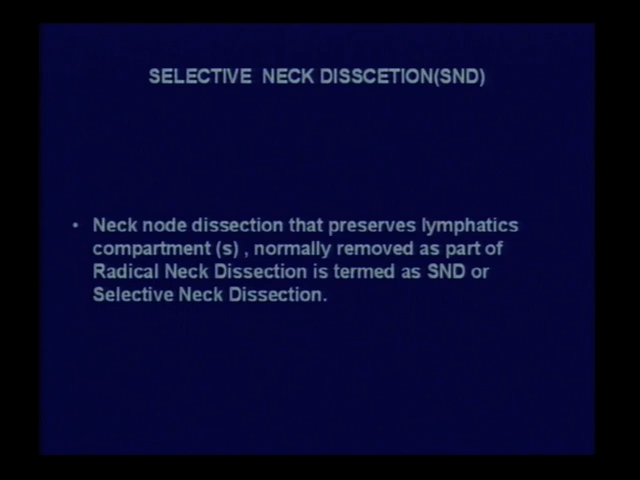 SELECTIVE NECK DISSCETION(SND)
• Neck node dissection that preserves lymphatics
compartment (s) , normally removed as part of
Radical Neck Dissection is termed as SND or
Selective Neck Dissection.